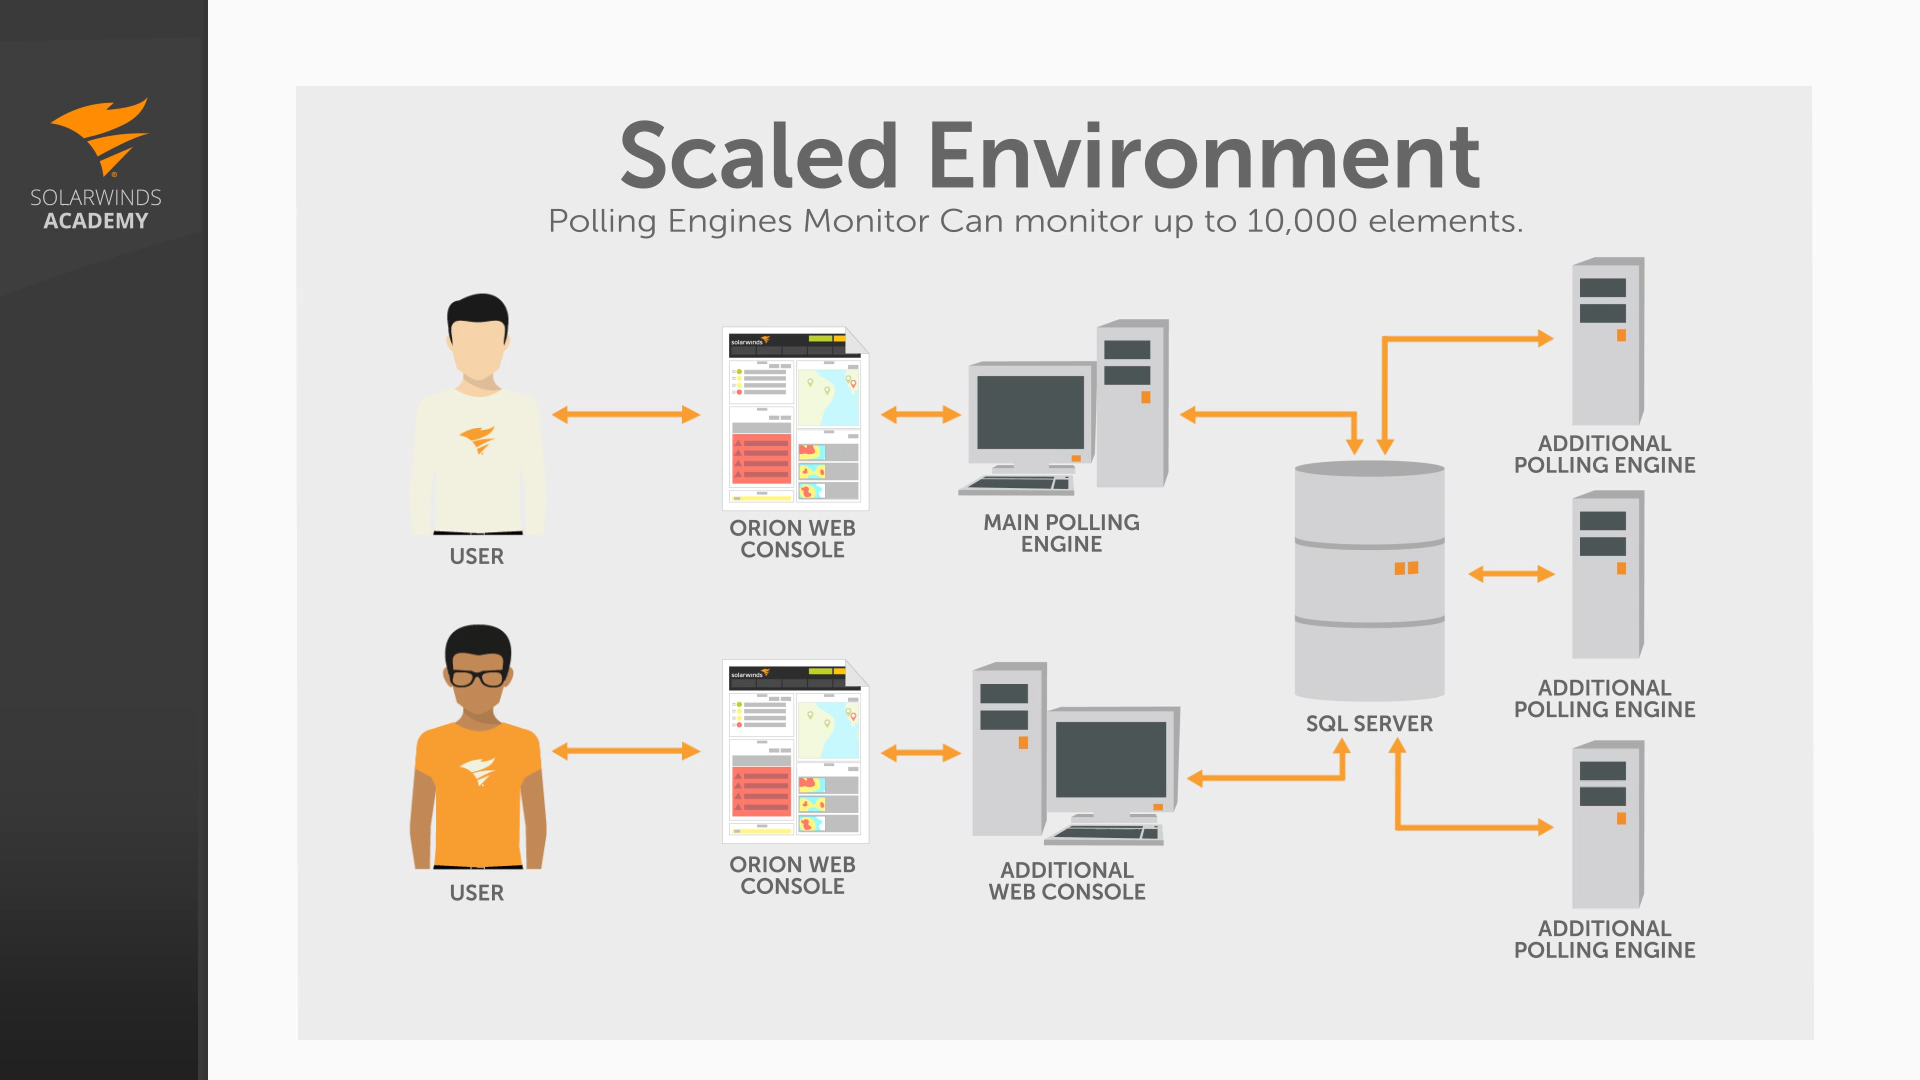 SOLARWINDS
ACADEMY
Scaled Environment
Polling Engines Monitor Can monitor up to 10,000 elements.
solarwinds
USER
ORION WEB
CONSOLE
MAIN POLLING
ENGINE
ADDITIONAL
POLLING ENGINE
solarwinds
USER
ORION WEB
CONSOLE
ADDITIONAL
WEB CONSOLE
SQL SERVER
ADDITIONAL
POLLING ENGINE
ADDITIONAL
POLLING ENGINE